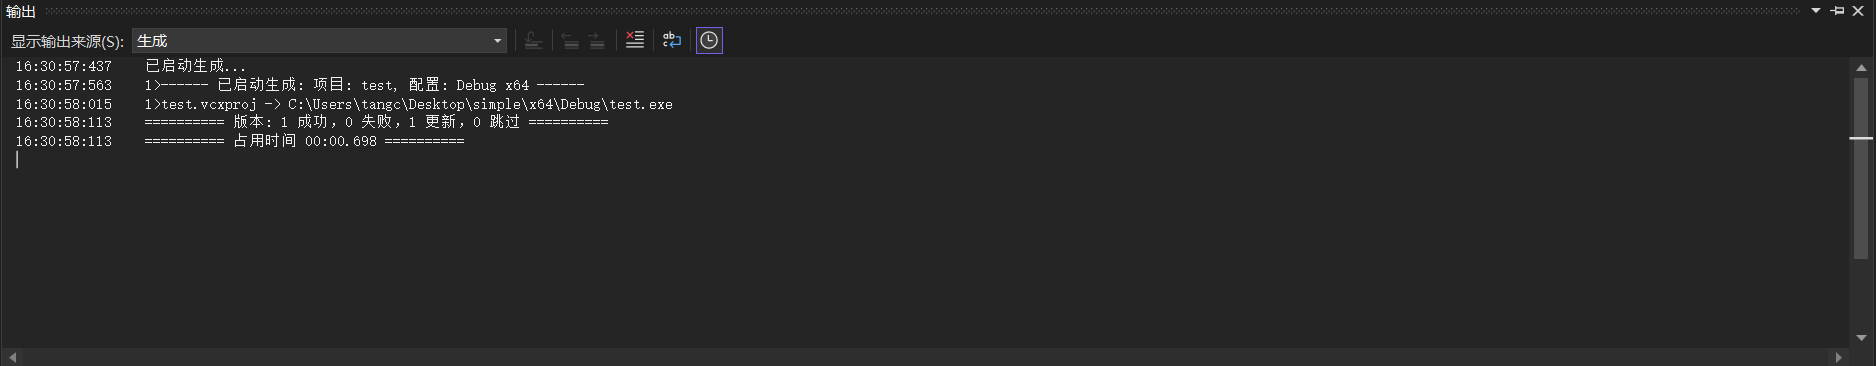 输出
显示输出来源(S): 生成
16:30:57:437 已启动生成...
16:30:57:563 1>------ 已启动生成: 项目: test, 配置: Debug x64 ------
16:30:58:015 1>test.vcxproj -> C:\Users\tangc\Desktop\simple\x64\Debug\test.exe
16:30:58:113 ========== 版本: 1 成功，0 失败，1 更新，0 跳过 ==========
16:30:58:113 ========== 占用时间 00:00.698 ==========